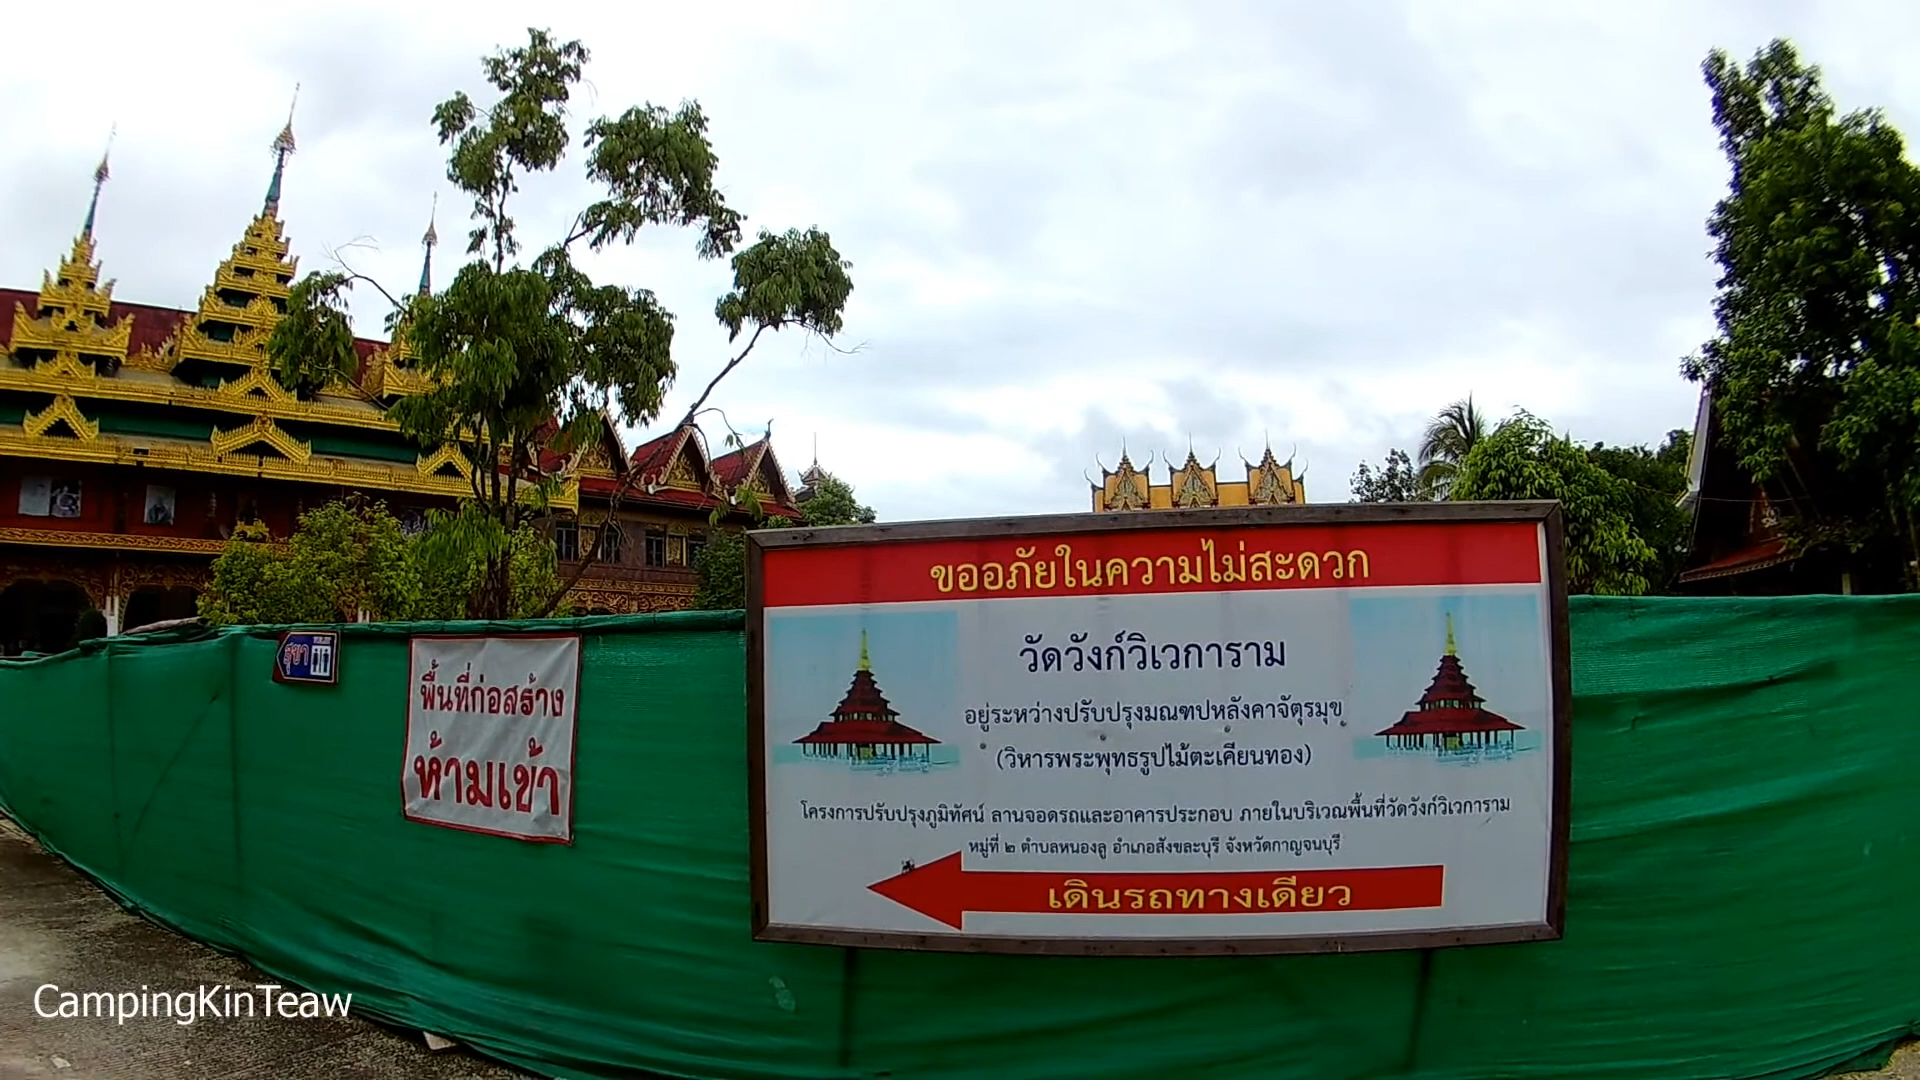 ขออภัยในความไม่สะดวก
วัดวังก์วิเวการาม
อยู่ระหว่างปรับปรุงมณฑปหลังคาจัตุรมุข
(วิหารพระพุทธรูปไม้ตะเคียนทอง)
โครงการปรับปรุงภูมิทัศน์ ลานจอดรถและอาคารประกอบ ภายในบริเวณพื้นที่วัดวังก์วิเวการาม
หมู่ที่ ๒ ตำบลหนองลู อำเภอสังขละบุรี จังหวัดกาญจนบุรี
เดินรถทางเดียว
พื้นที่ก่อสร้าง
ห้ามเข้า
สุขา
CampingKinTeaw